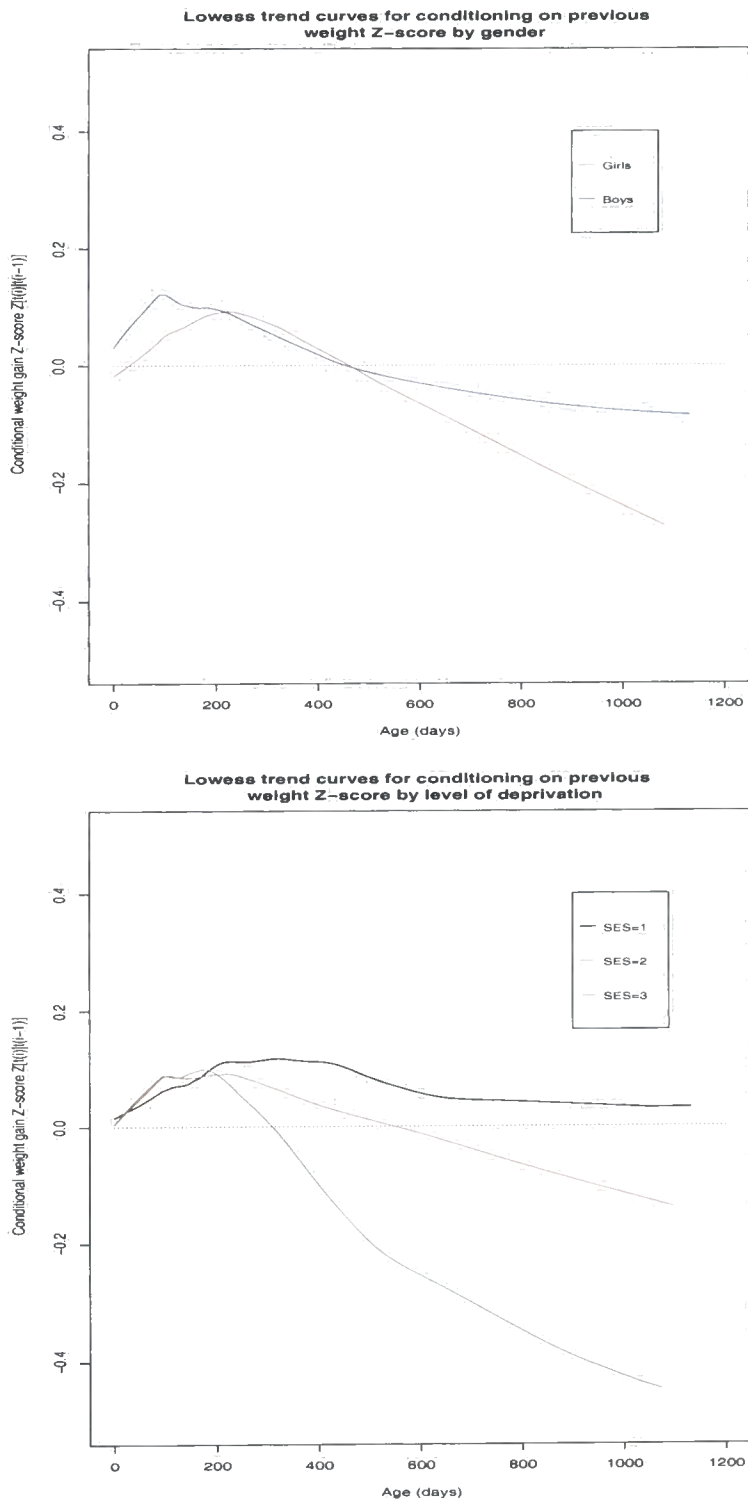 Lowess trend curves for conditioning on previous
weight Z−score by gender
Conditional weight gain Z−score Z[t(i)|t(i−1)]
0.4
0.2
0.0
−0.2
−0.4
Girls
Boys
0
200
400
600
800
1000
1200
Age (days)
Lowess trend curves for conditioning on previous
weight Z−score by level of deprivation
Conditional weight gain Z−score Z[t(i)|t(i−1)]
0.4
0.2
0.0
−0.2
−0.4
SES=1
SES=2
SES=3
0
200
400
600
800
1000
1200
Age (days)